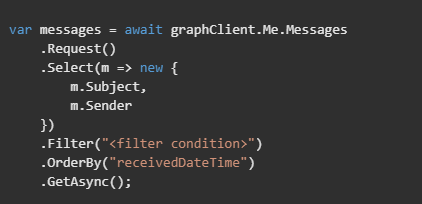 var messages = await graphClient.Me.Messages
    .Request()
    .Select(m => new {
        m.Subject,
        m.Sender
    })
    .Filter("<filter condition>")
    .OrderBy("receivedDateTime")
    .GetAsync();